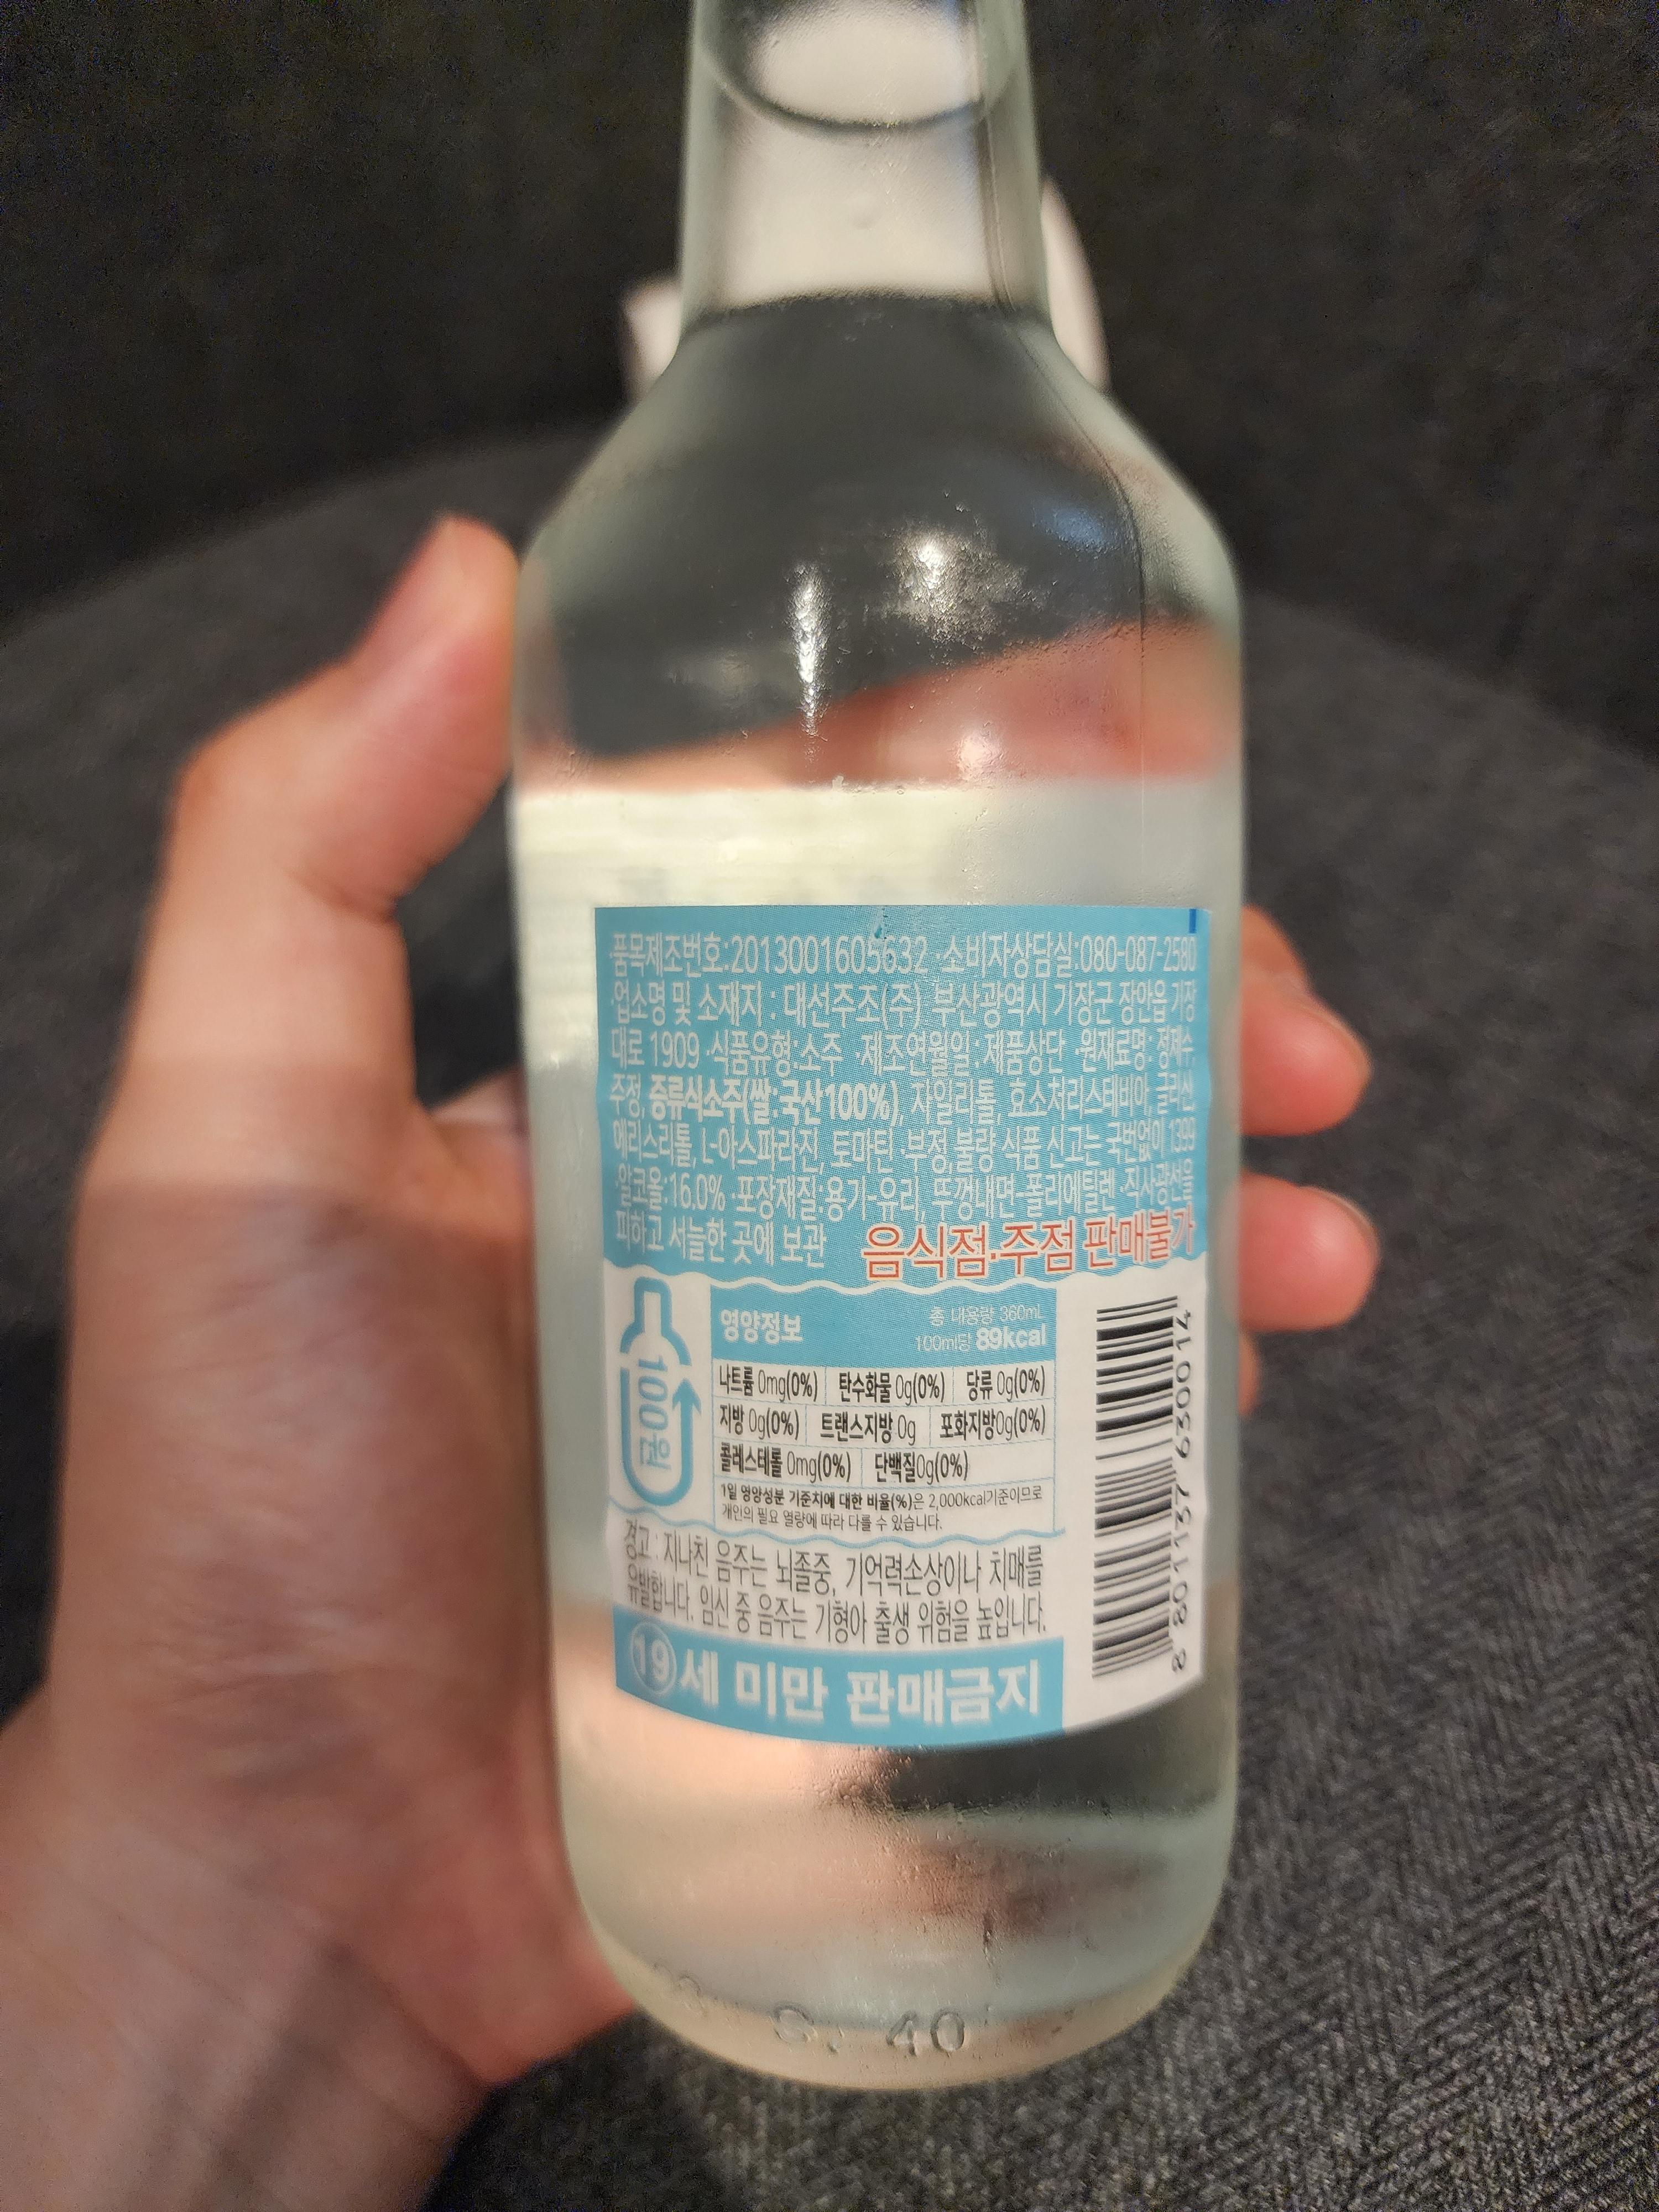 ·품목제조번호:2013001605632 ·소비자상담실:080-087-2580
·업소명 및 소재지 : 대선주조(주) 부산광역시 기장군 장안읍 기장
대로 1909 ·식품유형:소주 ·제조연월일:제품상단 ·원재료명: 정제수,
주정, 증류식소주(쌀:국산100%), 자일리톨, 효소처리스테비아, 글리신,
에리스리톨, L-아스파라진, 토마틴 ·부정,불량 식품 신고는 국번없이 1399
·알코올:16.0% ·포장재질:용기-유리, 뚜껑내면-폴리에틸렌 ·직사광선을
피하고 서늘한 곳에 보관 음식점·주점 판매불가
100원
영양정보
총 내용량 360mL
100ml당 89kcal
나트륨 0mg(0%) 탄수화물 0g(0%) 당류 0g(0%)
지방 0g(0%) 트랜스지방 0g 포화지방0g(0%)
콜레스테롤 0mg(0%) 단백질0g(0%)
1일 영양성분 기준치에 대한 비율(%)은 2,000kcal기준이므로
개인의 필요 열량에 따라 다를 수 있습니다.
경고 : 지나친 음주는 뇌졸중, 기억력손상이나 치매를
유발합니다. 임신 중 음주는 기형아 출생 위험을 높입니다.
19세 미만 판매금지
8 801137 630014
S. 40